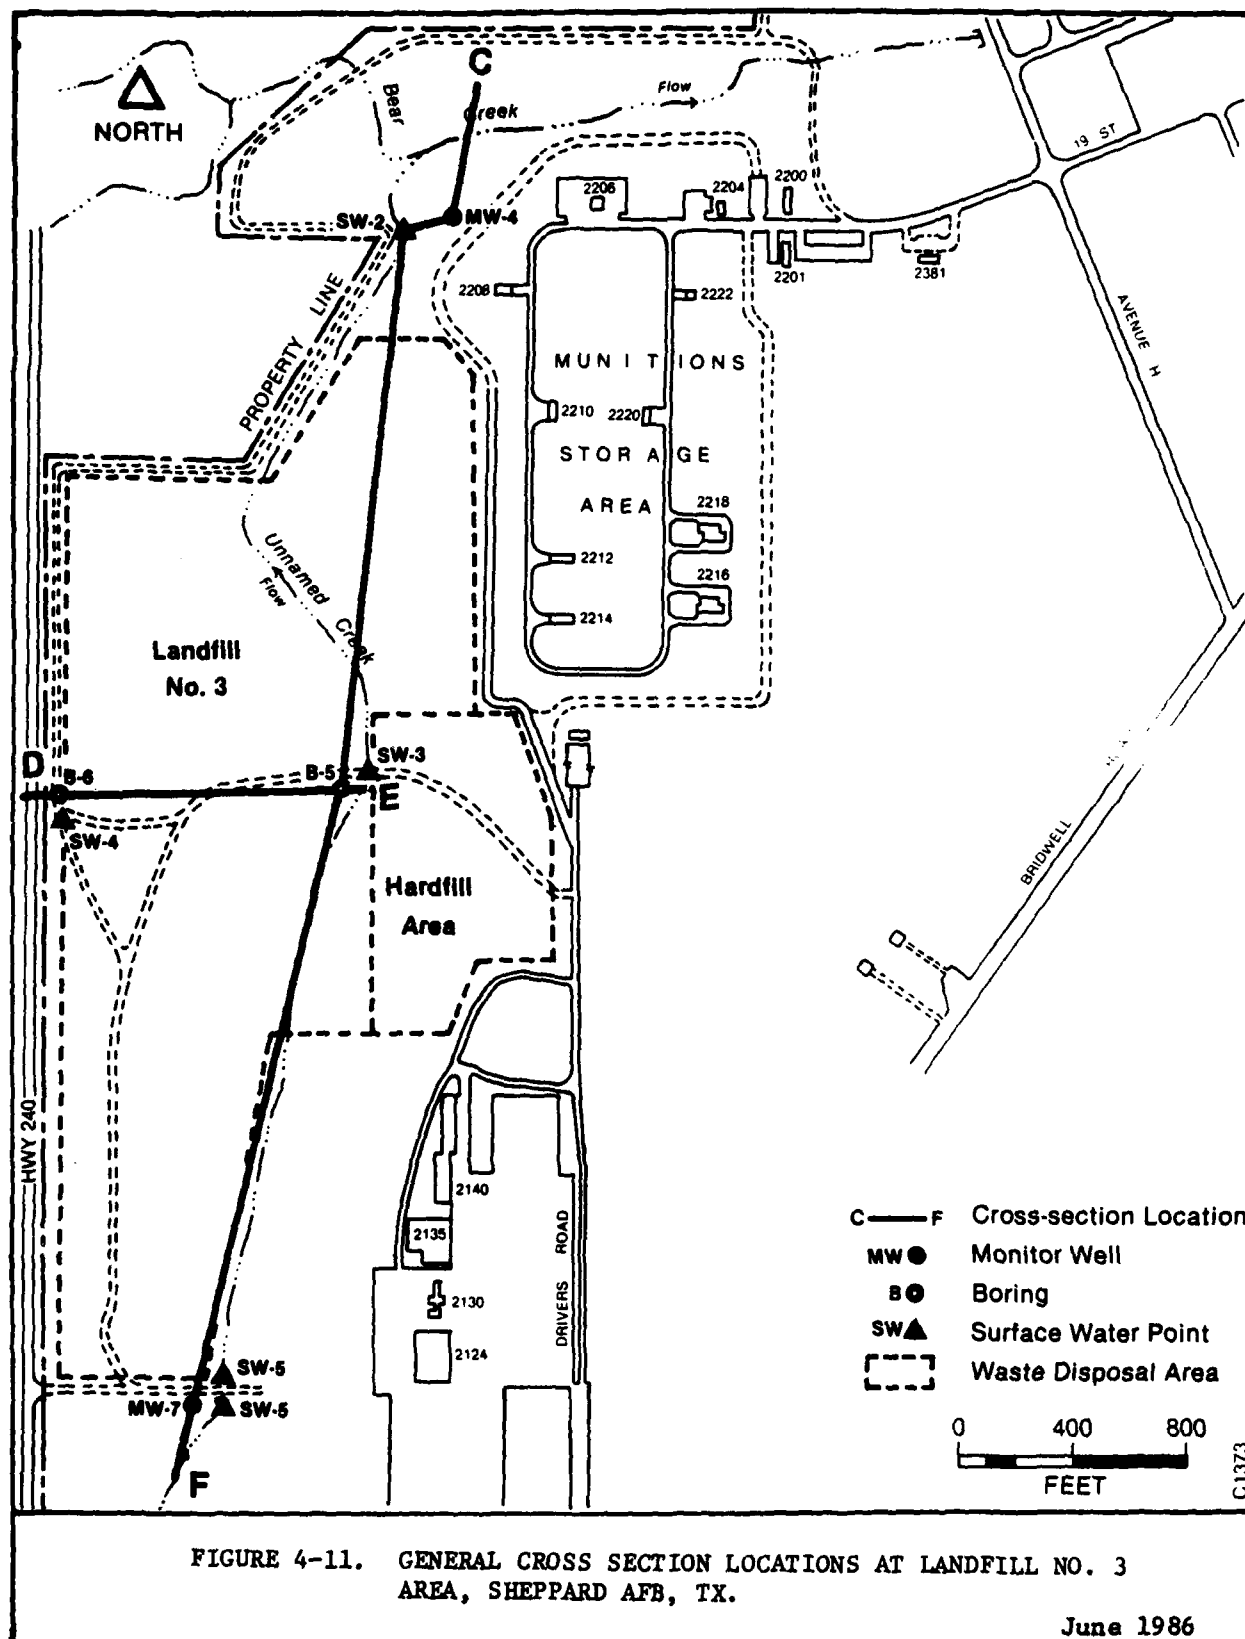 C
NORTH
Bear
Creek
Flow
19 ST
2206
2204
2200
SW-2
MW-4
2201
2381
2208
2222
PROPERTY LINE
AVENUE H
MUNITIONS
2210
2220
STORAGE
AREA
2218
Unnamed Creek
Flow
2212
2216
2214
Landfill
No. 3
D
B-6
B-5
SW-3
E
SW-4
Hardfill
Area
BRIDWELL
HWY 240
2140
2135
DRIVERS ROAD
2130
2124
SW-5
MW-7
SW-5
F
C F Cross-section Location
MW Monitor Well
B Boring
SW Surface Water Point
Waste Disposal Area
0 400 800
FEET
C1373
FIGURE 4-11. GENERAL CROSS SECTION LOCATIONS AT LANDFILL NO. 3
AREA, SHEPPARD AFB, TX.
June 1986